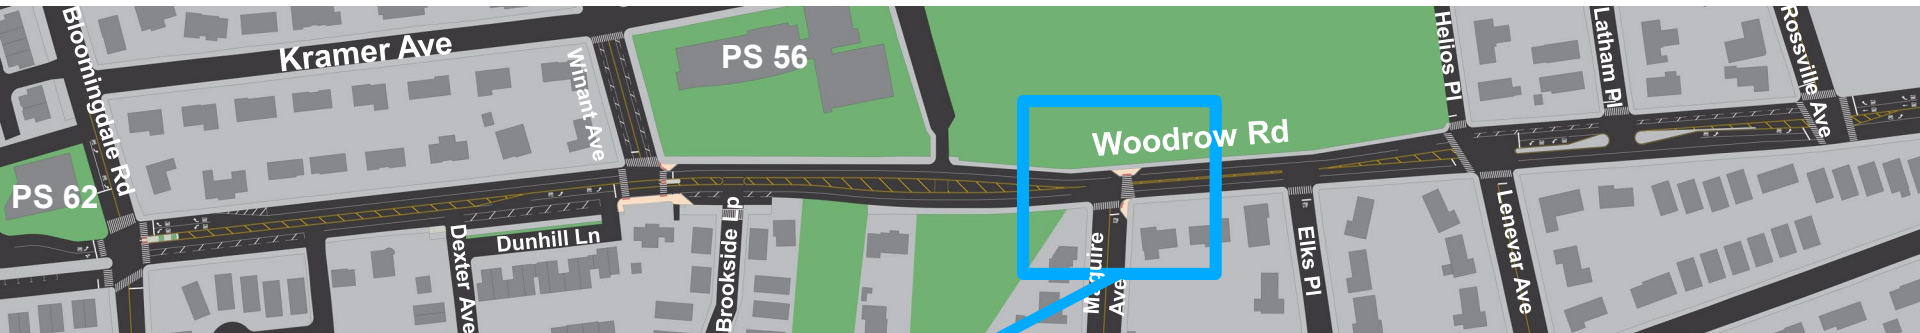 Bloomingdale Rd
Kramer Ave
Winant Ave
PS 56
Woodrow Rd
Helios Pl
Latham Pl
Rossville Ave
PS 62
Dexter Ave
Dunhill Ln
Brookside Lp
Maguire
Ave
Elks Pl
Lenevar Ave